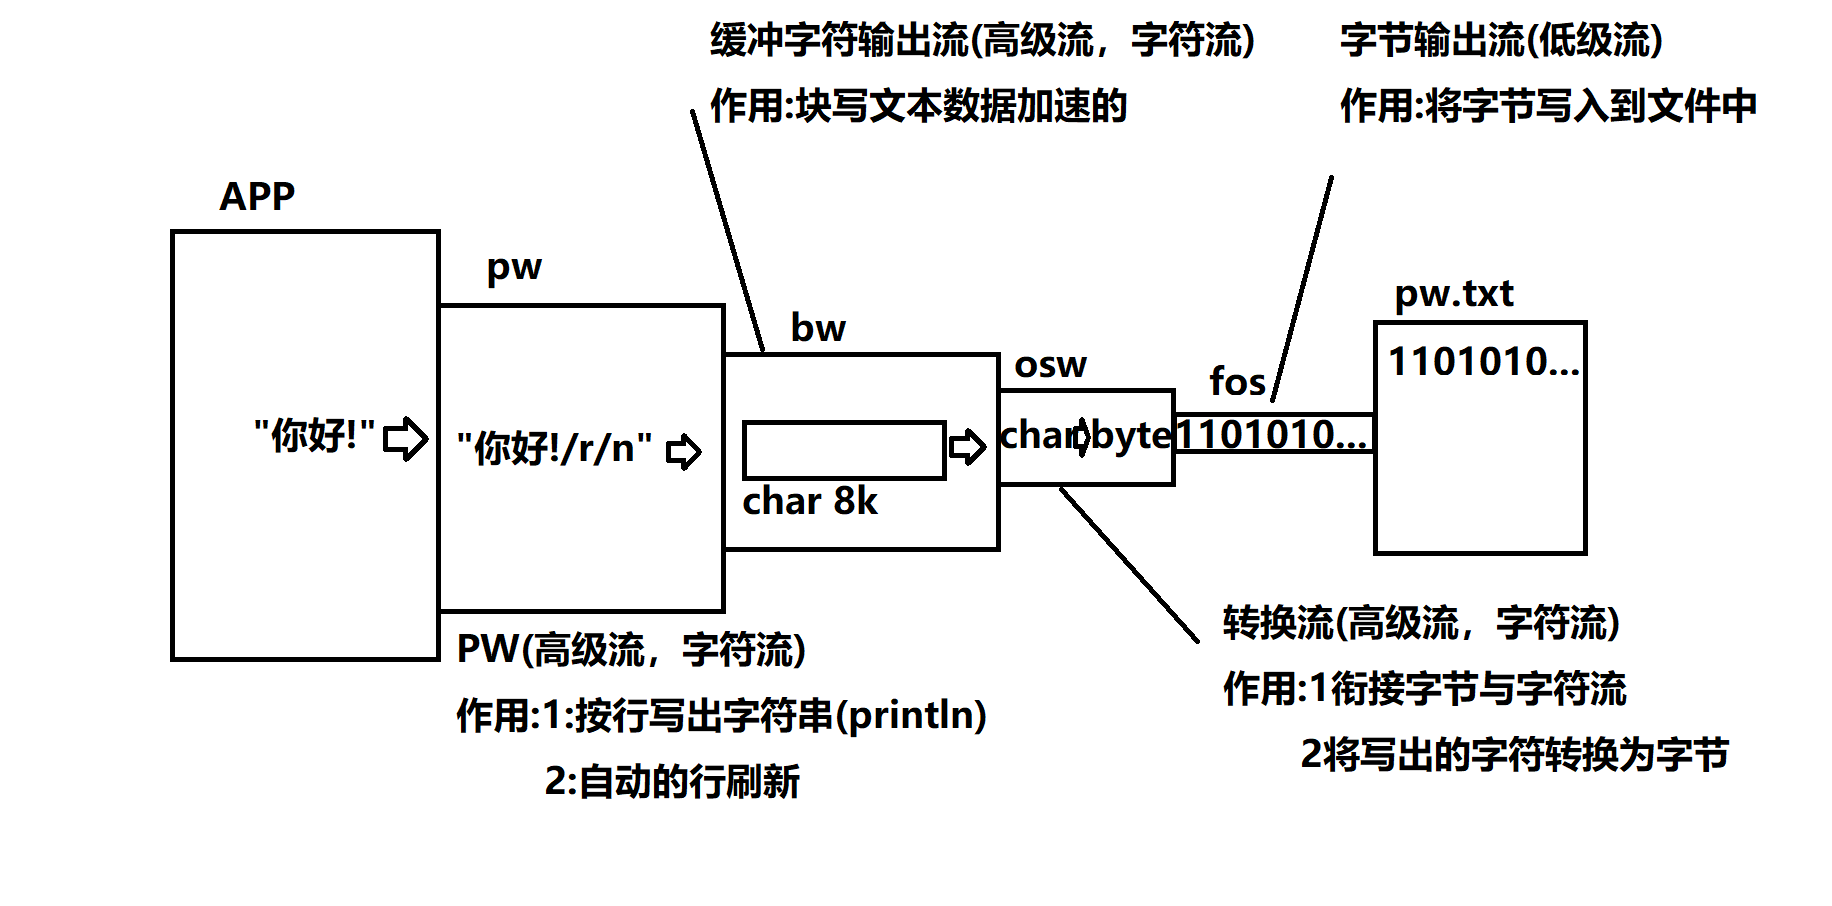 缓冲字符输出流(高级流，字符流)
作用:块写文本数据加速的
字节输出流(低级流)
作用:将字节写入到文件中
APP
pw
bw
osw
fos
pw.txt
"你好!"
"你好!/r/n"
char 8k
char
byte
1101010...
1101010...
PW(高级流，字符流)
作用:1:按行写出字符串(println)
2:自动的行刷新
转换流(高级流，字符流)
作用:1衔接字节与字符流
2将写出的字符转换为字节